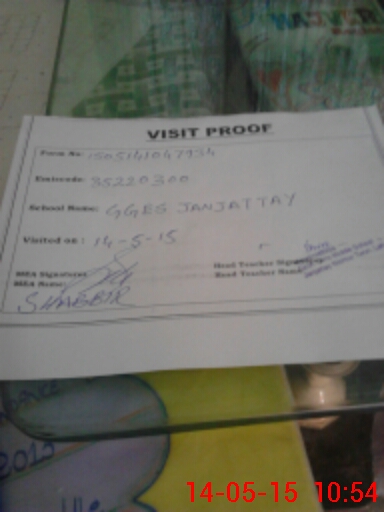 VISIT PROOF
Form No: 1505141047934
Emiscode: 35220300
School Name: GGES JANJATTAY
Visited on: 14-5-15
MEA Signature
Head Teacher Signature
MEA Name:
Head Teacher Name
SHABBIR
2015
14-05-15 10:54